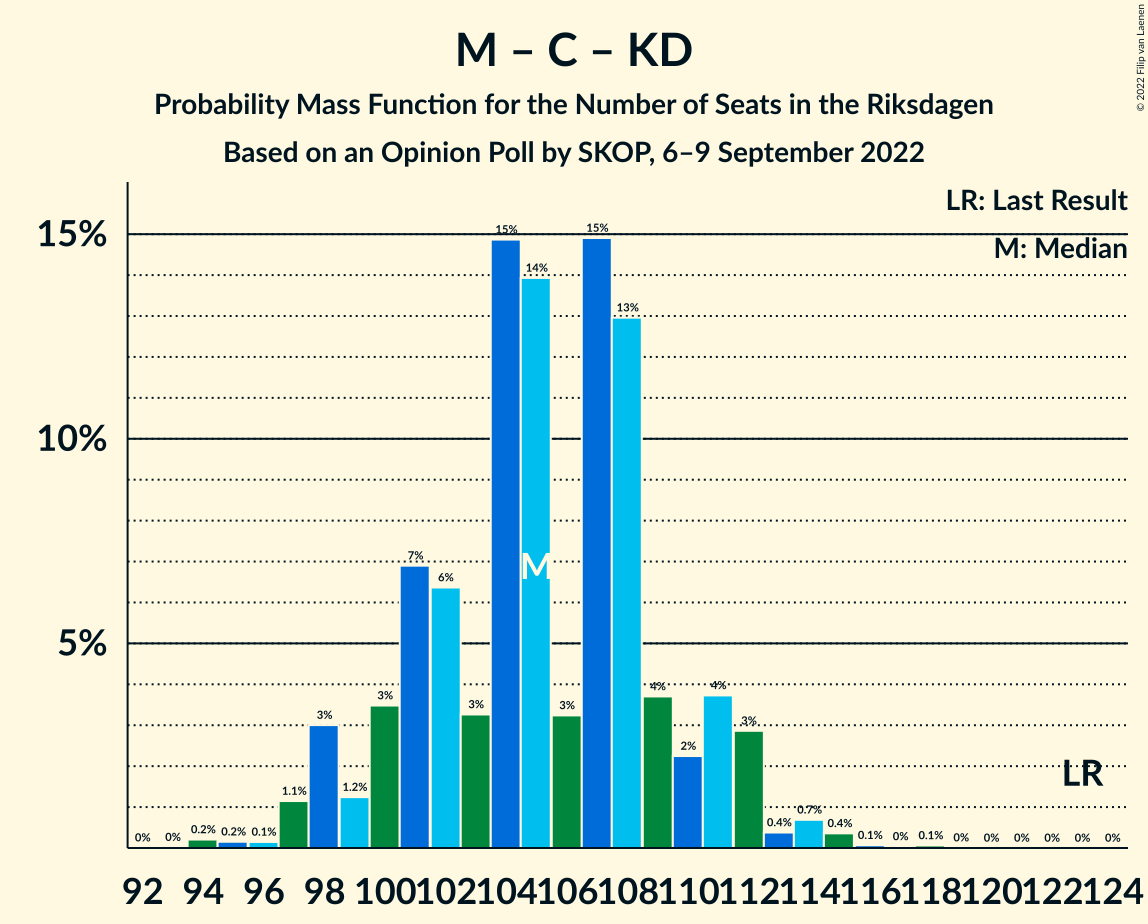 M – C – KD
Probability Mass Function for the Number of Seats in the Riksdagen
Based on an Opinion Poll by SKOP, 6–9 September 2022
© 2022 Filip van Laenen
LR: Last Result
M: Median
15%
10%
5%
0% 0% 0.2% 0.2% 0.1% 1.1% 3% 1.2% 3% 7% 6% 3% 15% 14% 3% 15% 13% 4% 2% 4% 3% 0.4% 0.7% 0.4% 0.1% 0% 0.1% 0% 0% 0% 0% 0% 0%
M
LR
92 94 96 98 100 102 104 106 108 110 112 114 116 118 120 122 124